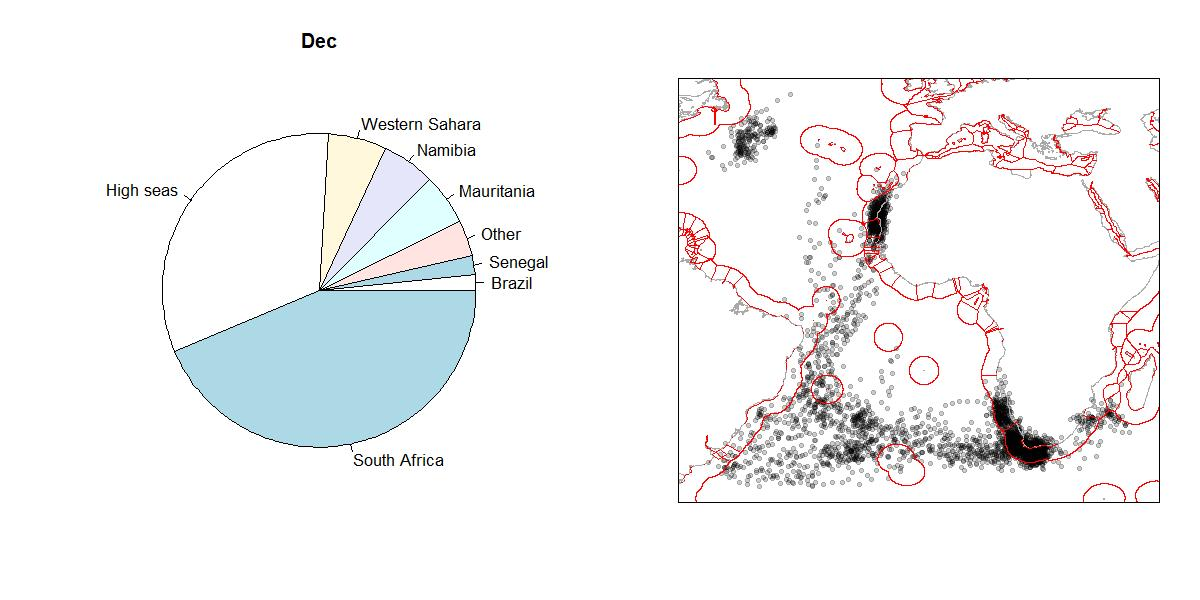 Dec
Western Sahara
Namibia
High seas
Mauritania
Other
Senegal
Brazil
South Africa